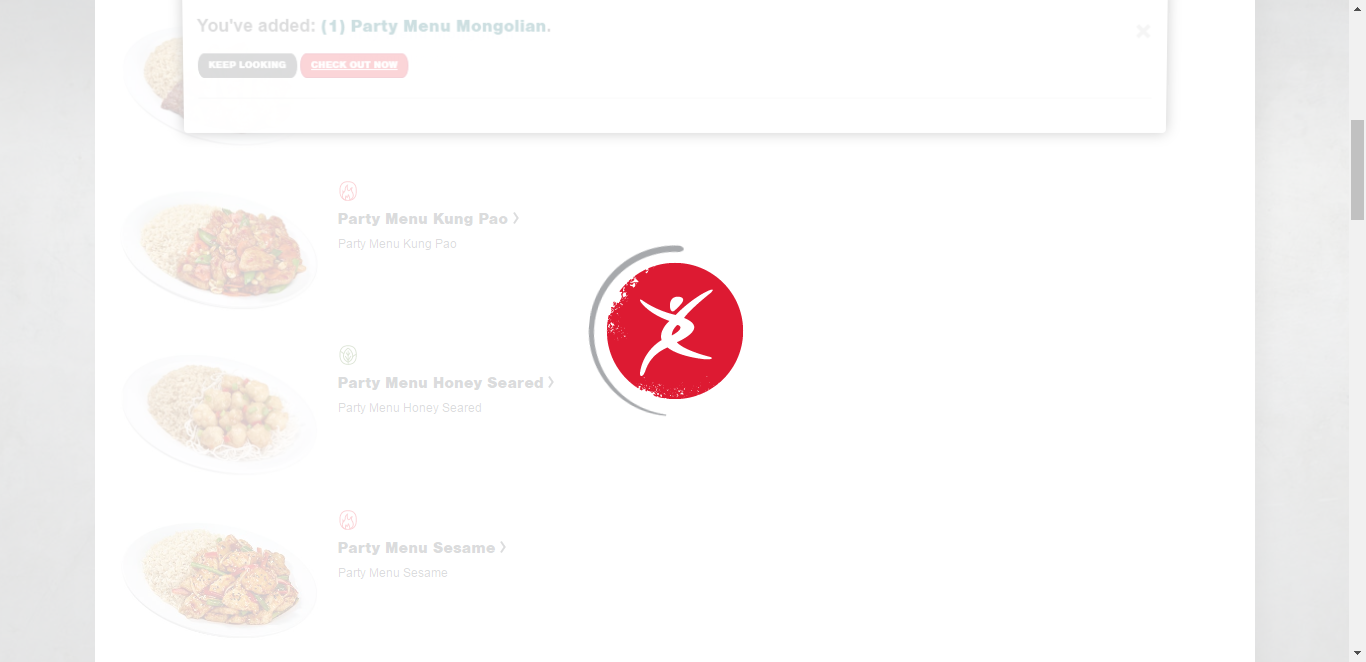 You've added: (1) Party Menu Mongolian.
KEEP LOOKING
CHECK OUT NOW
Party Menu Kung Pao
Party Menu Kung Pao
Party Menu Honey Seared
Party Menu Honey Seared
Party Menu Sesame
Party Menu Sesame